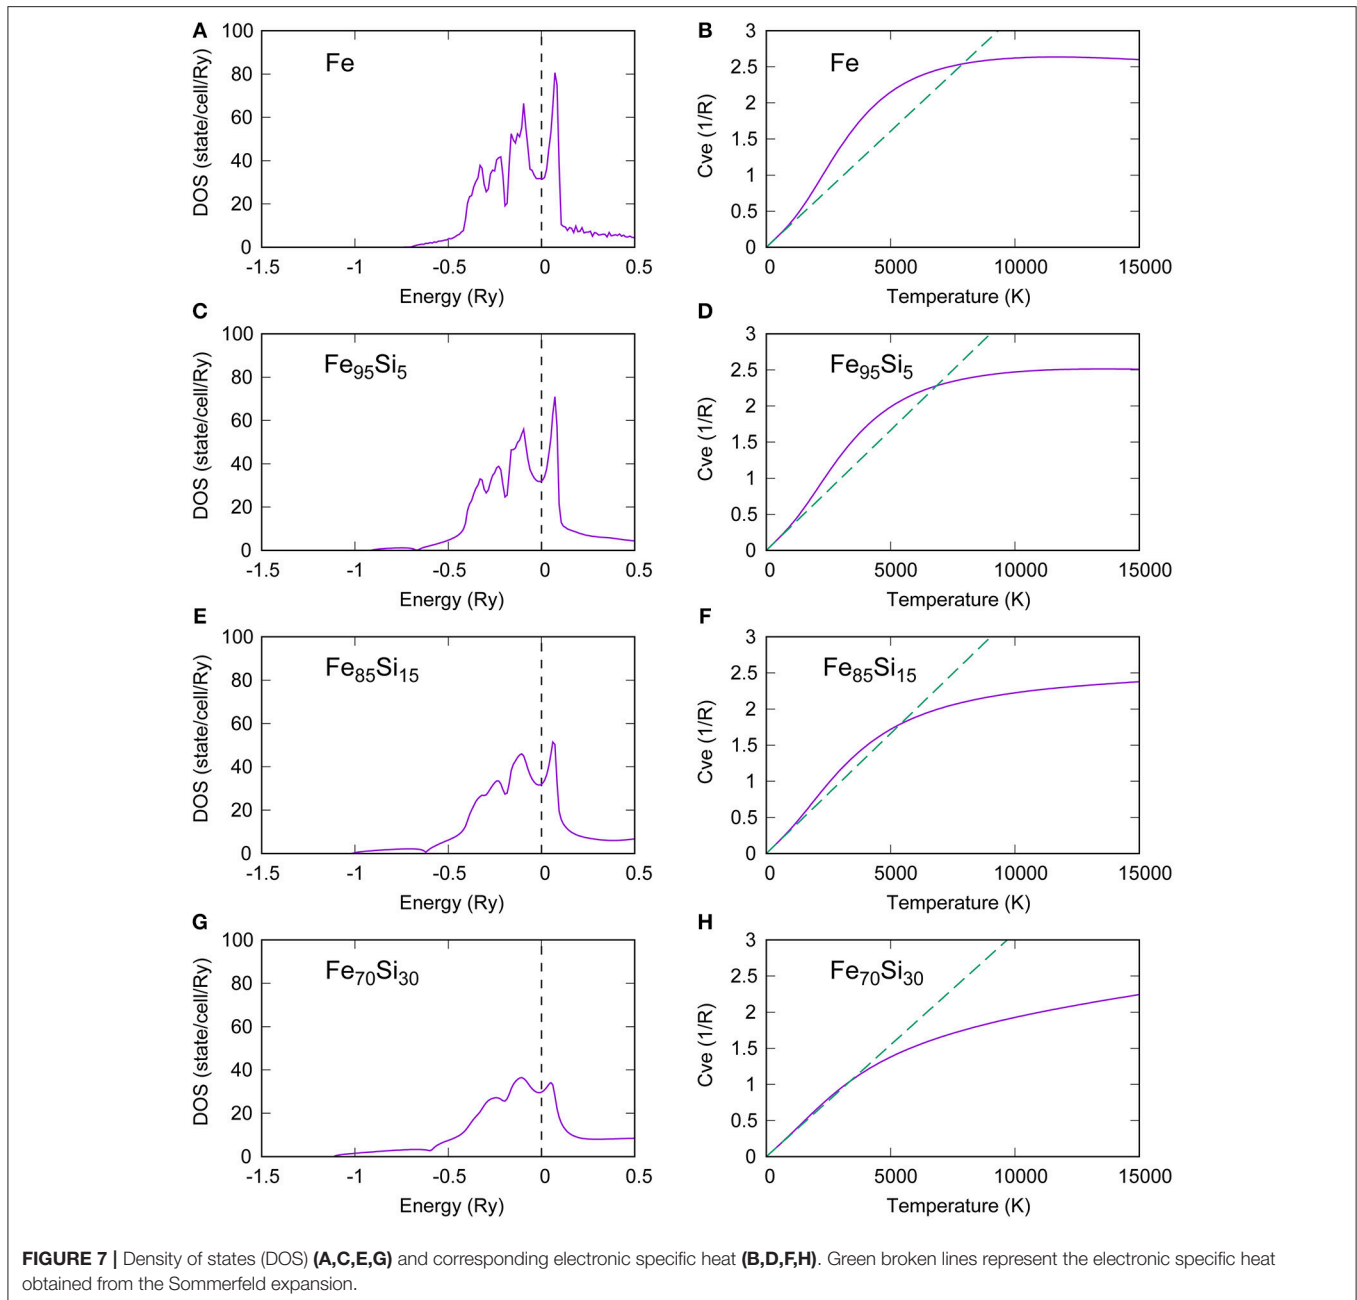 A
100
80
60
40
20
0
DOS (state/cell/Ry)
Fe
-1.5
-1
-0.5
0
0.5
Energy (Ry)
B
3
2.5
2
1.5
1
0.5
0
Cve (1/R)
Fe
0
5000
10000
15000
Temperature (K)
C
100
80
60
40
20
0
DOS (state/cell/Ry)
Fe95Si5
-1.5
-1
-0.5
0
0.5
Energy (Ry)
D
3
2.5
2
1.5
1
0.5
0
Cve (1/R)
Fe95Si5
0
5000
10000
15000
Temperature (K)
E
100
80
60
40
20
0
DOS (state/cell/Ry)
Fe85Si15
-1.5
-1
-0.5
0
0.5
Energy (Ry)
F
3
2.5
2
1.5
1
0.5
0
Cve (1/R)
Fe85Si15
0
5000
10000
15000
Temperature (K)
G
100
80
60
40
20
0
DOS (state/cell/Ry)
Fe70Si30
-1.5
-1
-0.5
0
0.5
Energy (Ry)
H
3
2.5
2
1.5
1
0.5
0
Cve (1/R)
Fe70Si30
0
5000
10000
15000
Temperature (K)
FIGURE 7 | Density of states (DOS) (A,C,E,G) and corresponding electronic specific heat (B,D,F,H). Green broken lines represent the electronic specific heat
obtained from the Sommerfeld expansion.